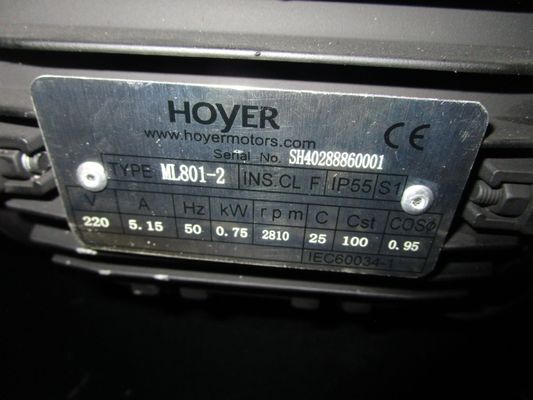 HOYER
www.hoyermotors.com
CE
Serial No. SH40288860001
TYPE ML801-2 INS.CL F IP55 S1
V A Hz kW rpm C Cst COSØ
220 5.15 50 0.75 2810 25 100 0.95
IEC60034-1